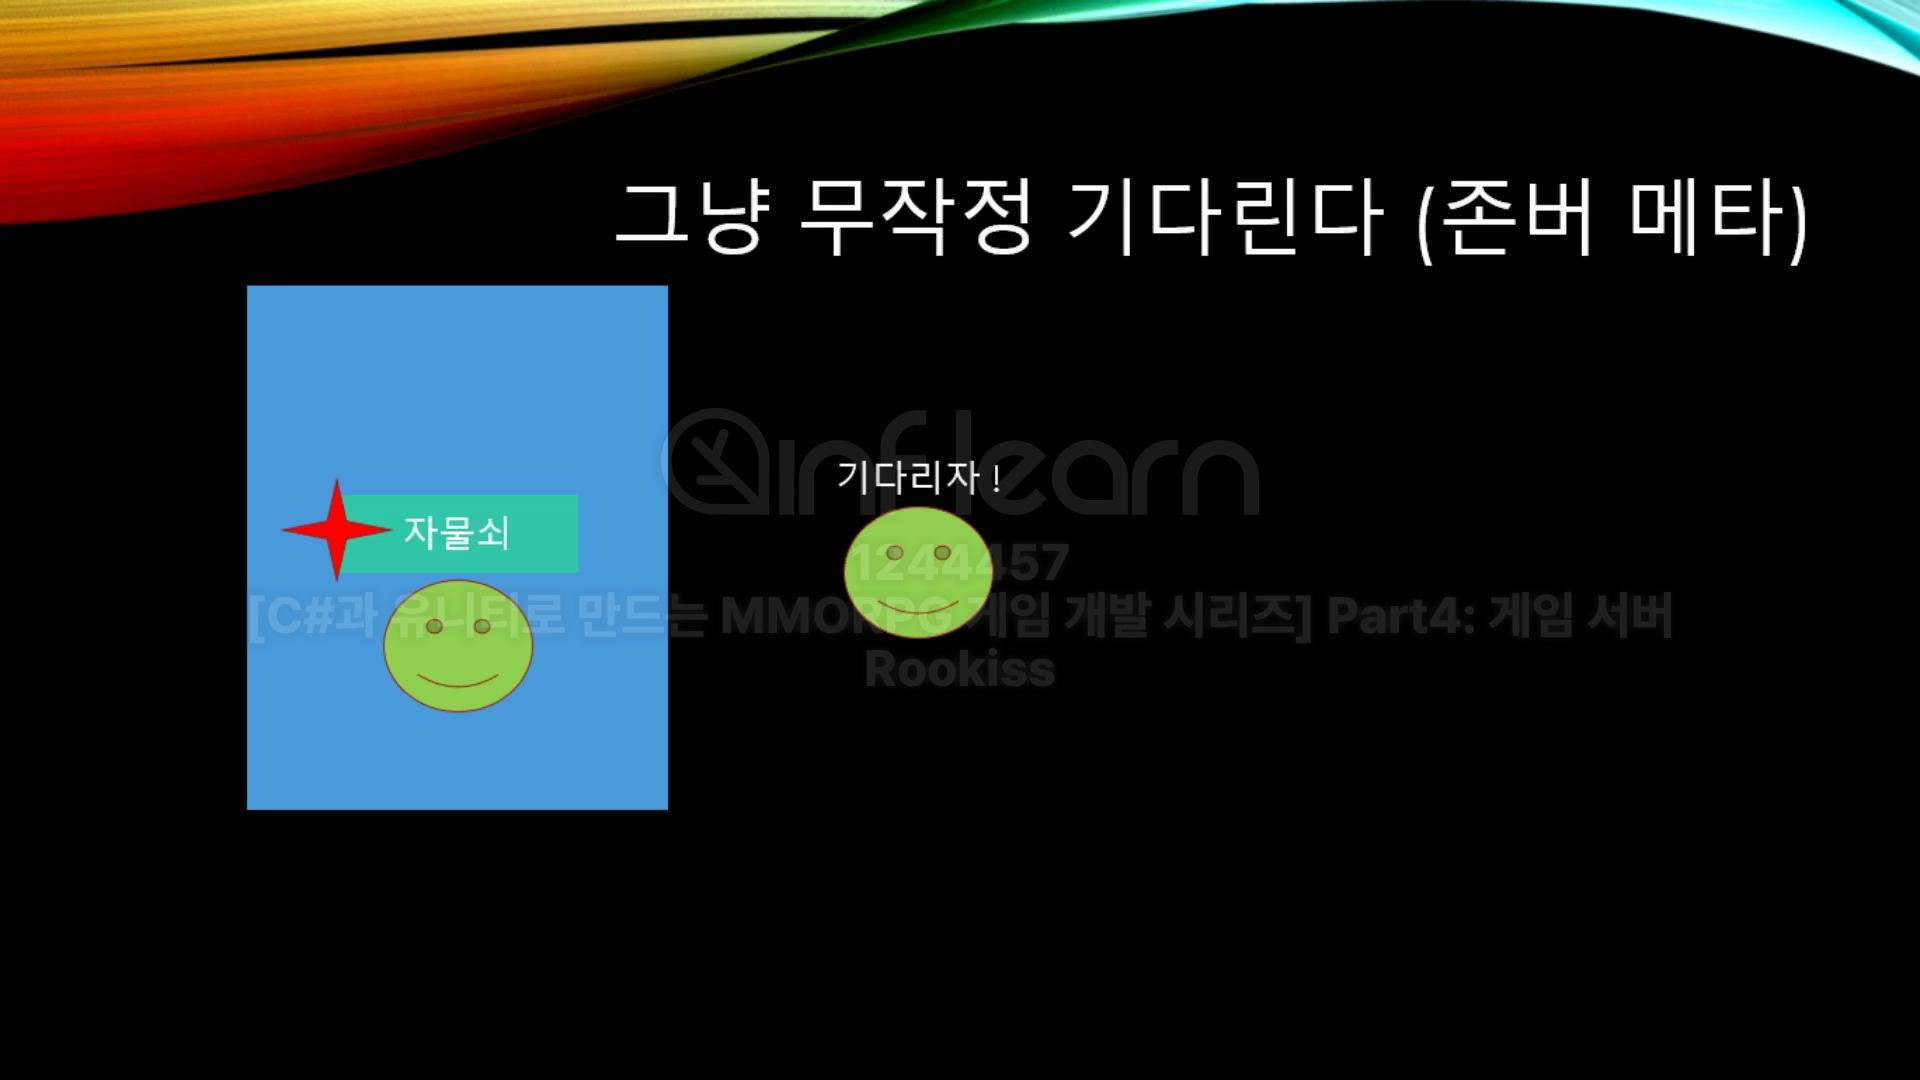 그냥 무작정 기다린다 (존버 메타)
inflearn
기다리자 !
자물쇠
1244457
[C#과 유니티로 만드는 MMORPG 게임 개발 시리즈] Part4: 게임 서버
Rookiss